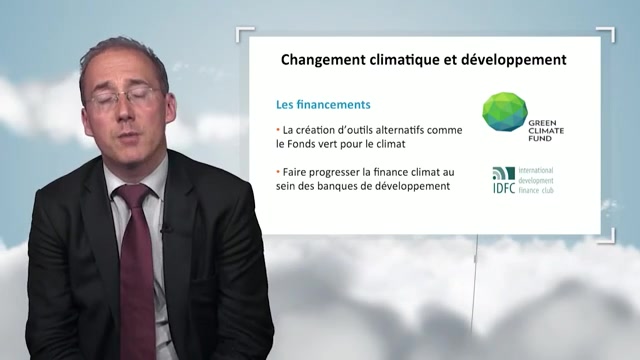 Changement climatique et développement
Les financements
• La création d'outils alternatifs comme
le Fonds vert pour le climat
GREEN
CLIMATE
FUND
• Faire progresser la finance climat au
sein des banques de développement
IDFC
international
development
finance club